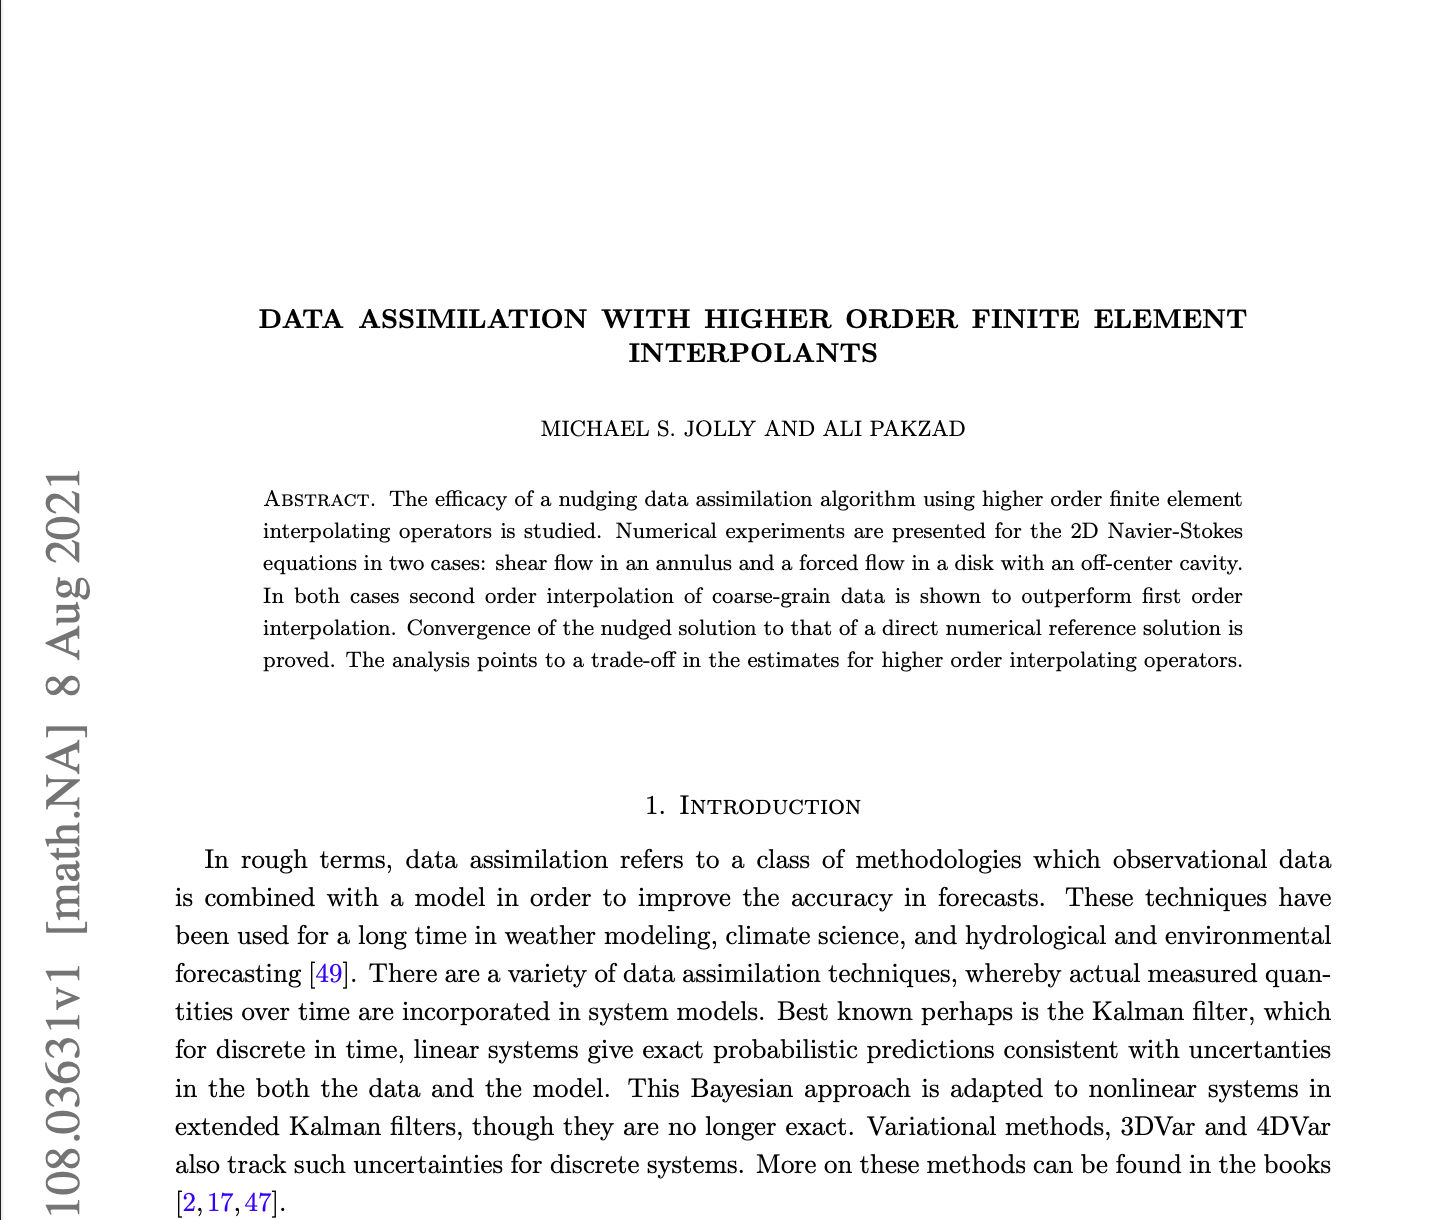 DATA ASSIMILATION WITH HIGHER ORDER FINITE ELEMENT
INTERPOLANTS
MICHAEL S. JOLLY AND ALI PAKZAD
ABSTRACT. The efficacy of a nudging data assimilation algorithm using higher order finite element
interpolating operators is studied. Numerical experiments are presented for the 2D Navier-Stokes
equations in two cases: shear flow in an annulus and a forced flow in a disk with an off-center cavity.
In both cases second order interpolation of coarse-grain data is shown to outperform first order
interpolation. Convergence of the nudged solution to that of a direct numerical reference solution is
proved. The analysis points to a trade-off in the estimates for higher order interpolating operators.
1. INTRODUCTION
In rough terms, data assimilation refers to a class of methodologies which observational data
is combined with a model in order to improve the accuracy in forecasts. These techniques have
been used for a long time in weather modeling, climate science, and hydrological and environmental
forecasting [49]. There are a variety of data assimilation techniques, whereby actual measured quan-
tities over time are incorporated in system models. Best known perhaps is the Kalman filter, which
for discrete in time, linear systems give exact probabilistic predictions consistent with uncertanties
in the both the data and the model. This Bayesian approach is adapted to nonlinear systems in
extended Kalman filters, though they are no longer exact. Variational methods, 3DVar and 4DVar
also track such uncertainties for discrete systems. More on these methods can be found in the books
[2, 17, 47].
108.03631v1 [math.NA] 8 Aug 2021